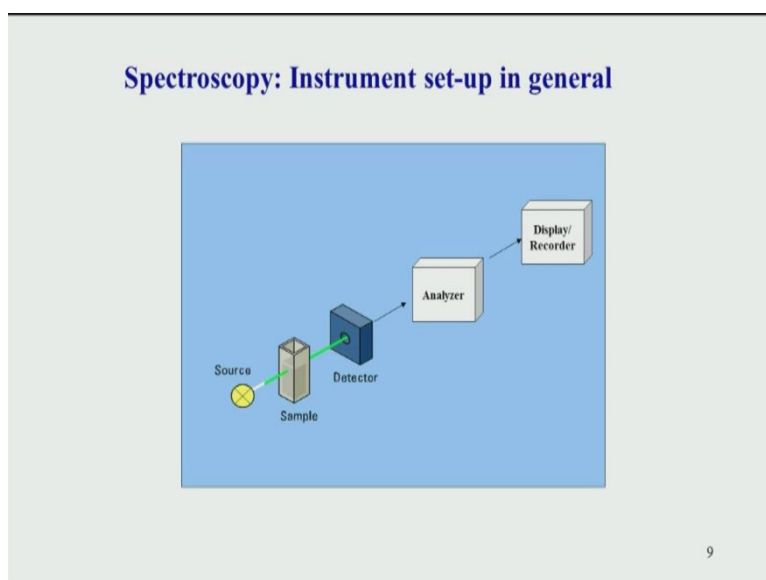 Spectroscopy: Instrument set-up in general
Display/
Recorder
Analyzer
Source
Detector
Sample
9